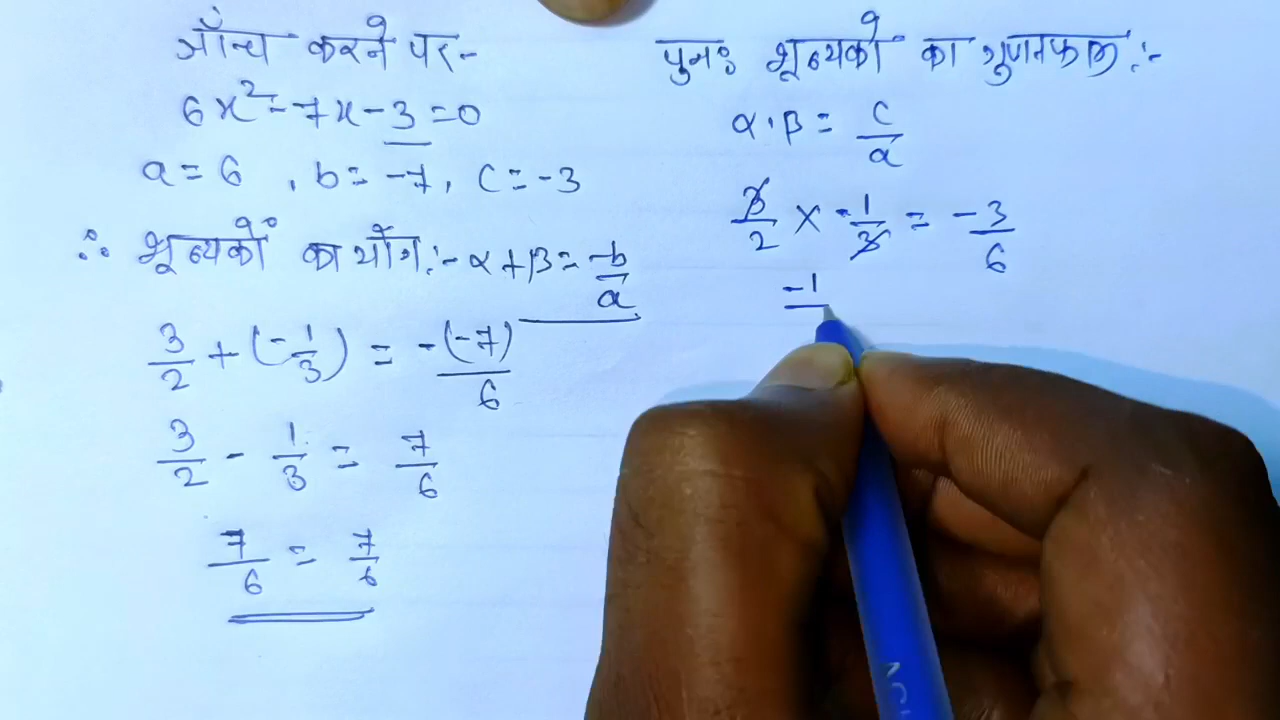 जाँच करने पर-
6x²-7x-3=0
a=6, b=-7, c=-3
∴ शून्यकों का योग:- α+β=-b/a
3/2+(-1/3)=-(-7)/6
3/2-1/3=7/6
7/6=7/6
पुनः शून्यकों का गुणनफल:-
α.β=c/a
3/2×-1/3=-3/6
-1